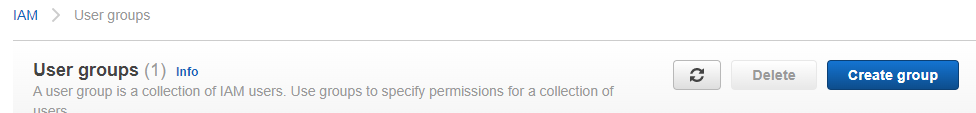 IAM > User groups
User groups (1) Info
Delete
Create group
A user group is a collection of IAM users. Use groups to specify permissions for a collection of
users.